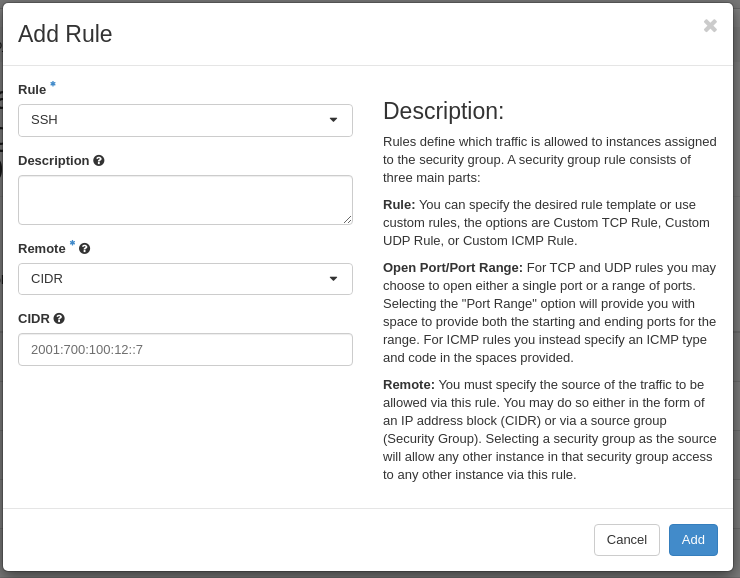 Add Rule
Rule *
SSH
Description
Remote *
CIDR
CIDR
2001:700:100:12::7
Description:
Rules define which traffic is allowed to instances assigned
to the security group. A security group rule consists of
three main parts:
Rule: You can specify the desired rule template or use
custom rules, the options are Custom TCP Rule, Custom
UDP Rule, or Custom ICMP Rule.
Open Port/Port Range: For TCP and UDP rules you may
choose to open either a single port or a range of ports.
Selecting the "Port Range" option will provide you with
space to provide both the starting and ending ports for the
range. For ICMP rules you instead specify an ICMP type
and code in the spaces provided.
Remote: You must specify the source of the traffic to be
allowed via this rule. You may do so either in the form of
an IP address block (CIDR) or via a source group
(Security Group). Selecting a security group as the source
will allow any other instance in that security group access
to any other instance via this rule.
Cancel
Add